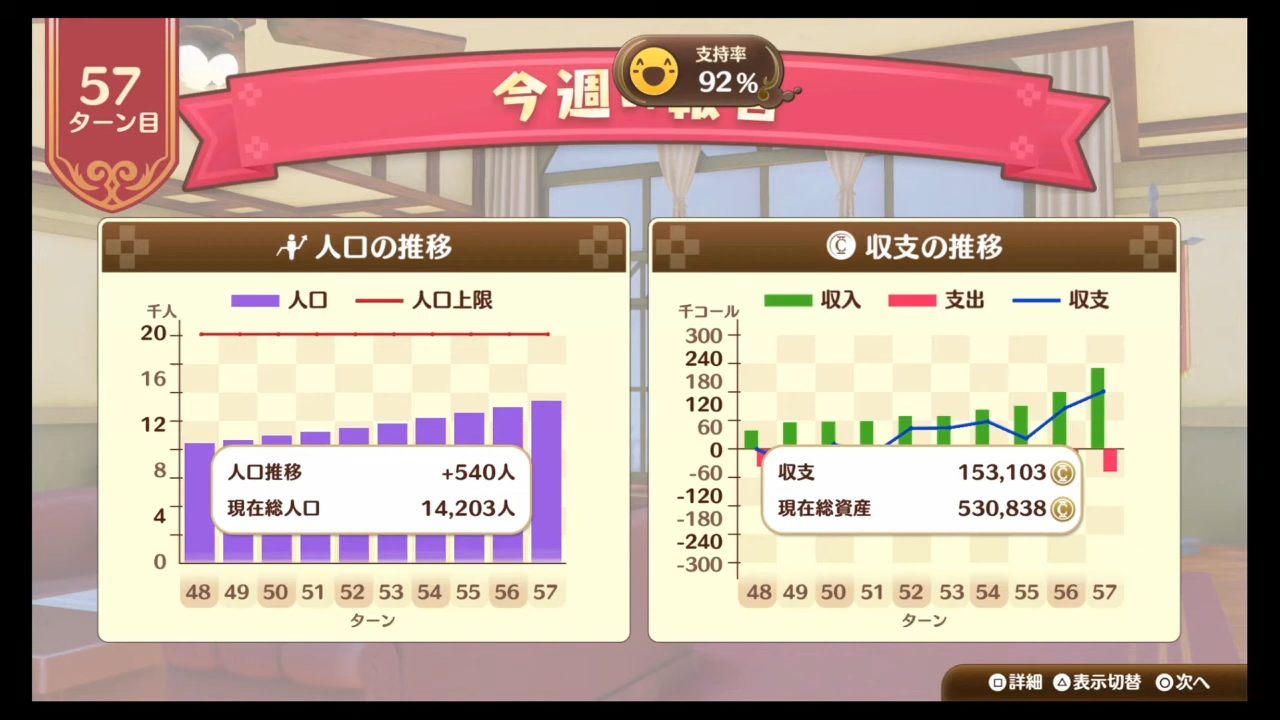 57
ターン目
支持率
92%
今週の報告
人口の推移
人口 人口上限
千人
20
16
12
8
4
0
人口推移 +540人
現在総人口 14,203人
48 49 50 51 52 53 54 55 56 57
ターン
収支の推移
収入 支出 収支
千コール
300
240
180
120
60
0
-60
-120
-180
-240
-300
収支 153,103
現在総資産 530,838
48 49 50 51 52 53 54 55 56 57
ターン
詳細 表示切替 次へ